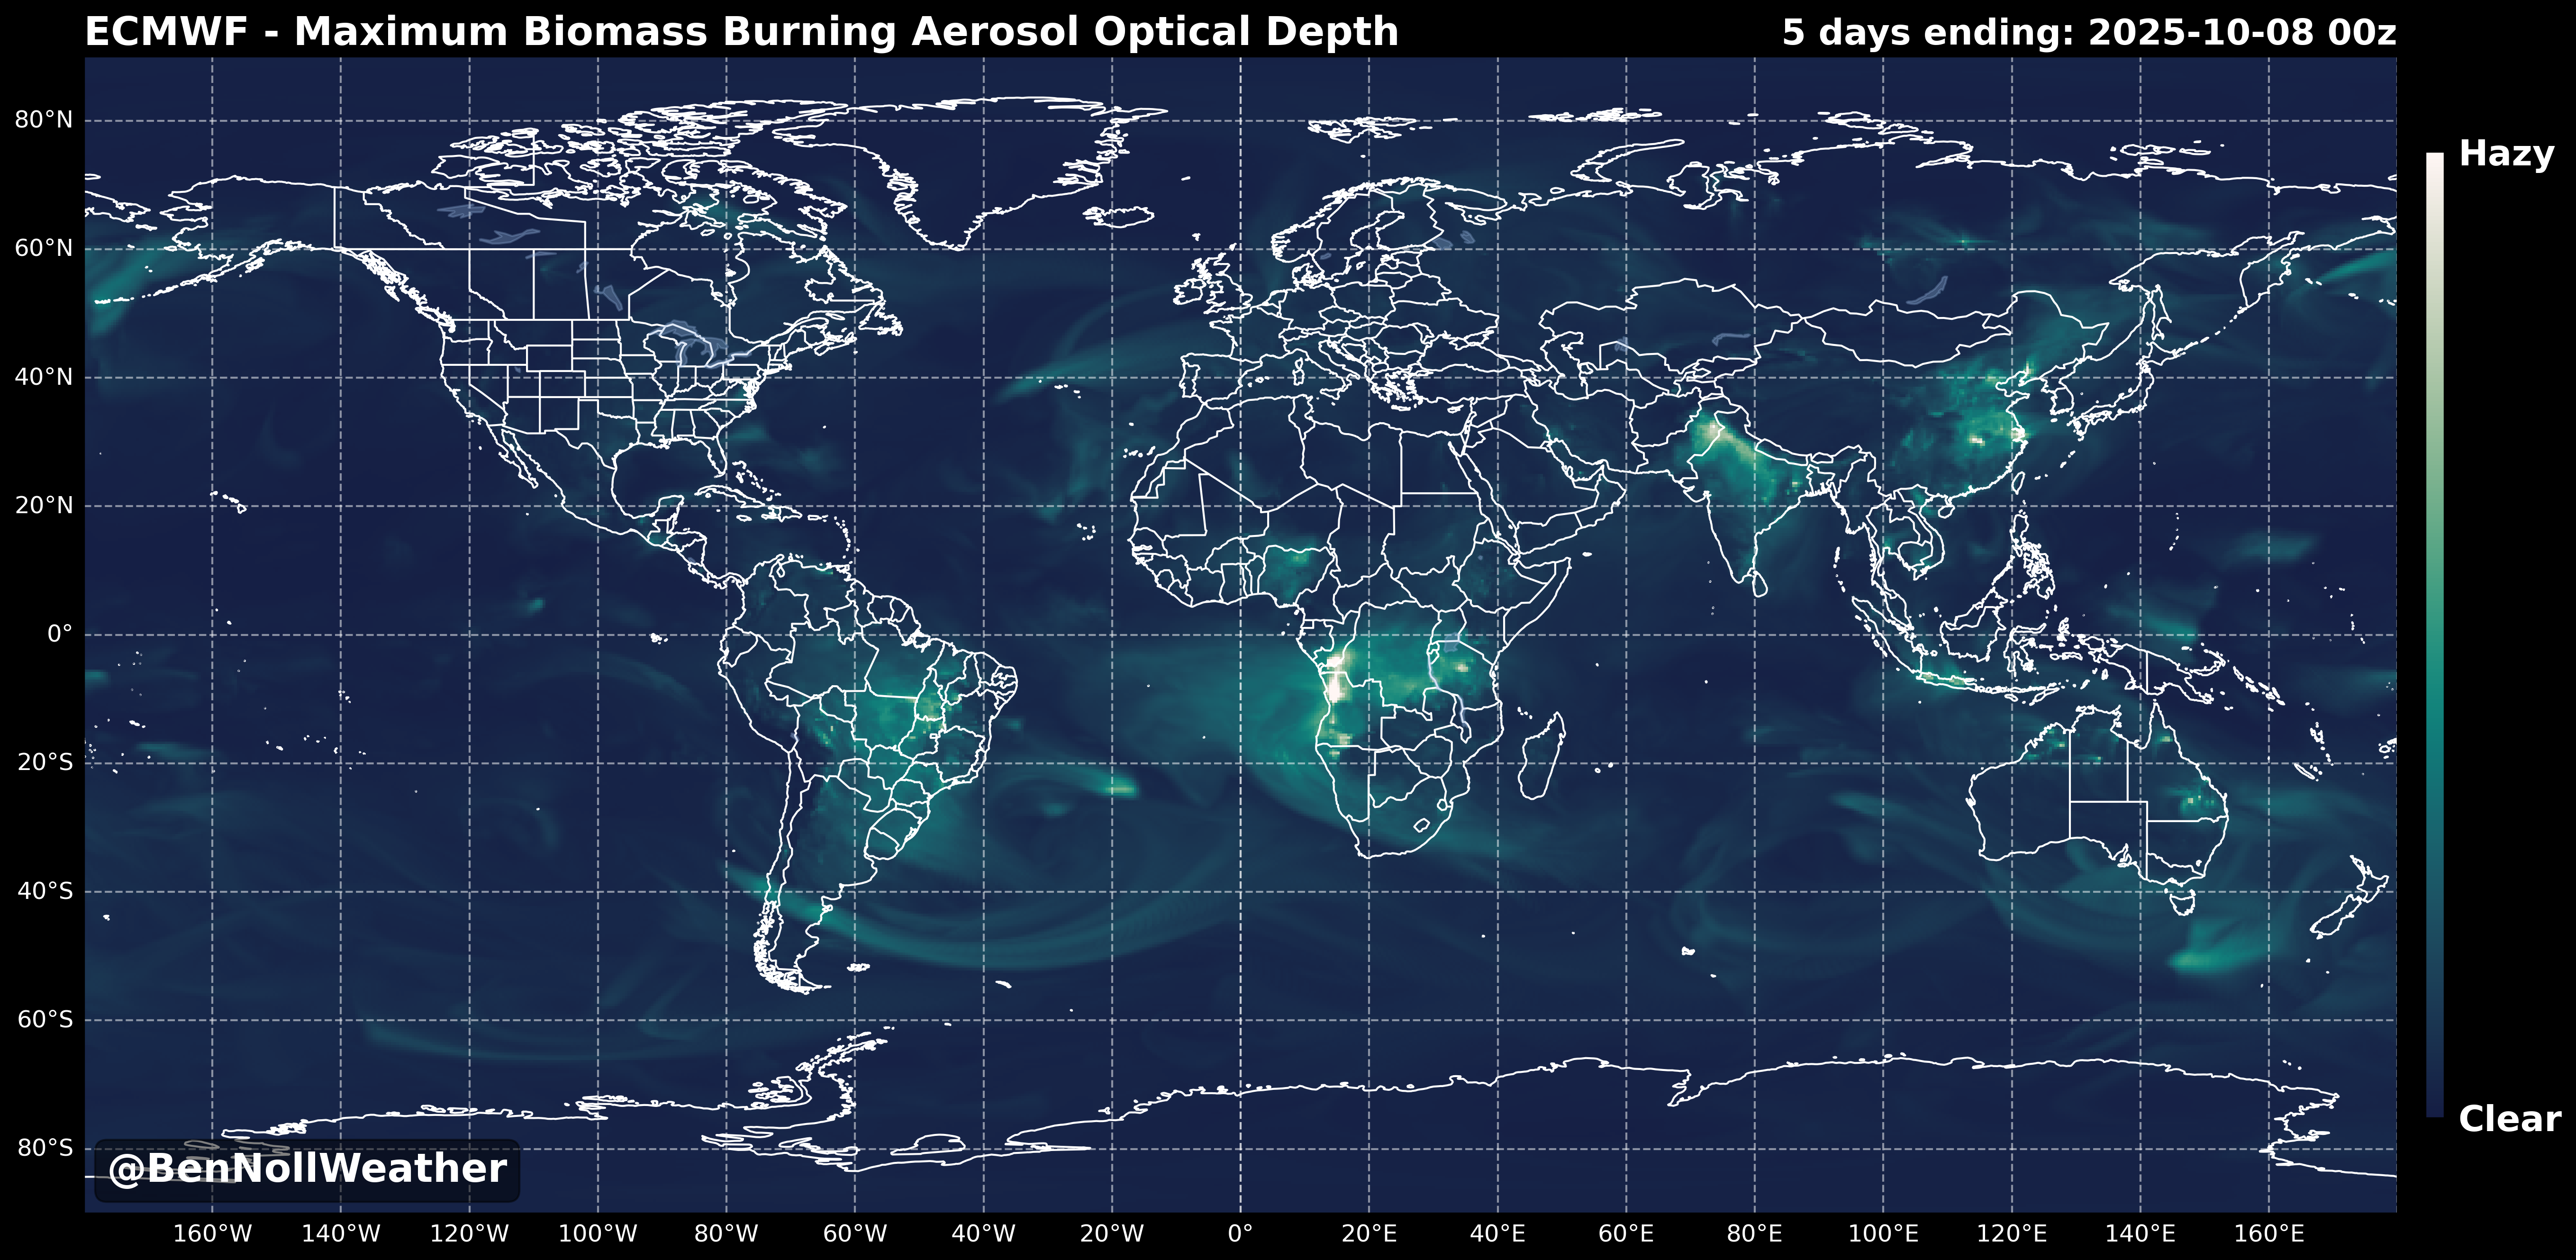 ECMWF - Maximum Biomass Burning Aerosol Optical Depth
5 days ending: 2025-10-08 00z
80°N
60°N
40°N
20°N
0°
20°S
40°S
60°S
80°S
Hazy
Clear
@BenNollWeather
160°W 140°W 120°W 100°W 80°W 60°W 40°W 20°W 0° 20°E 40°E 60°E 80°E 100°E 120°E 140°E 160°E